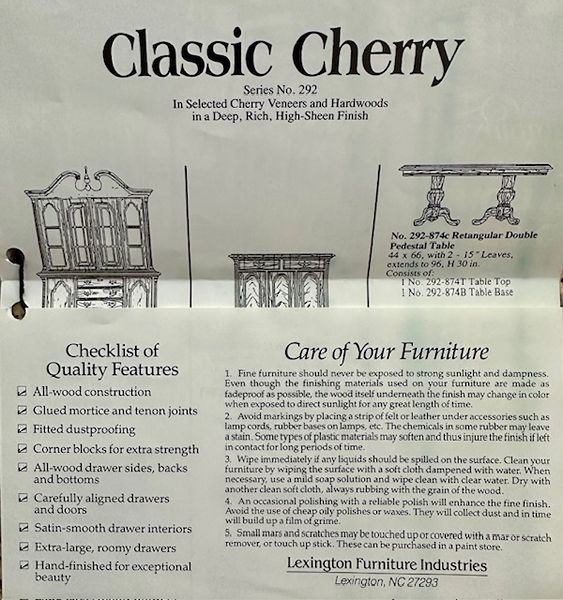 Classic Cherry
Series No. 292
In Selected Cherry Veneers and Hardwoods
in a Deep, Rich, High-Sheen Finish
No. 292-874c Retangular Double
Pedestal Table
44 x 66, with 2 - 15" Leaves,
extends to 96, H 30 in.
Consists of:
1 No. 292-874T Table Top
1 No. 292-874B Table Base
Checklist of
Quality Features
All-wood construction
Glued mortice and tenon joints
Fitted dustproofing
Corner blocks for extra strength
All-wood drawer sides, backs
and bottoms
Carefully aligned drawers
and doors
Satin-smooth drawer interiors
Extra-large, roomy drawers
Hand-finished for exceptional
beauty
Care of Your Furniture
1. Fine furniture should never be exposed to strong sunlight and dampness.
Even though the finishing materials used on your furniture are made as
fadeproof as possible, the wood itself underneath the finish may change in color
when exposed to direct sunlight for any great length of time.
2. Avoid markings by placing a strip of felt or leather under accessories such as
lamp cords, rubber bases on lamps, etc. The chemicals in some rubber may leave
a stain. Some types of plastic materials may soften and thus injure the finish if left
in contact for long periods of time.
3. Wipe immediately if any liquids should be spilled on the surface. Clean your
furniture by wiping the surface with a soft cloth dampened with water. When
necessary, use a mild soap solution and wipe clean with clear water. Dry with
another clean soft cloth, always rubbing with the grain of the wood.
4. An occasional polishing with a reliable polish will enhance the fine finish.
Avoid the use of cheap oily polishes or waxes. They will collect dust and in time
will build up a film of grime.
5. Small mars and scratches may be touched up or covered with a mar or scratch
remover, or touch up stick. These can be purchased in a paint store.
Lexington Furniture Industries
Lexington, NC 27293